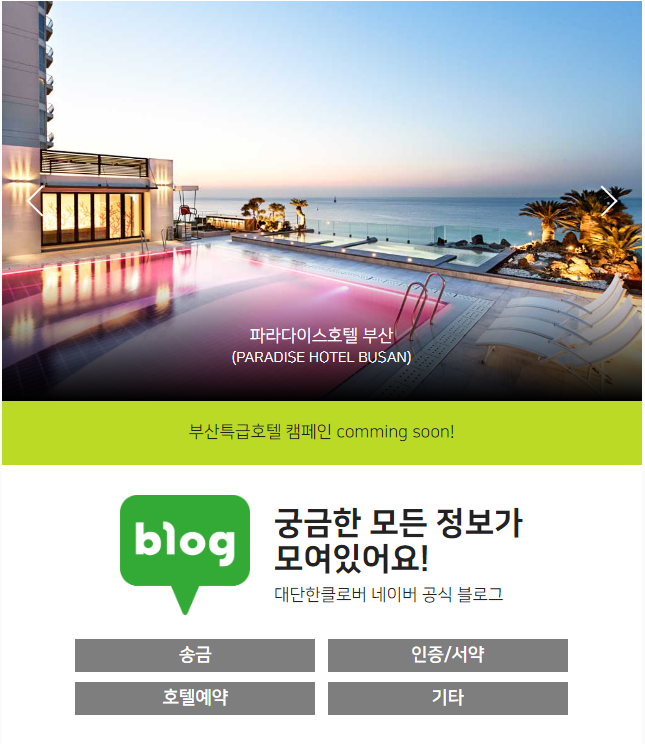 파라다이스호텔 부산
(PARADISE HOTEL BUSAN)
부산특급호텔 캠페인 comming soon!
blog
궁금한 모든 정보가
모여있어요!
대단한클로버 네이버 공식 블로그
송금
인증/서약
호텔예약
기타